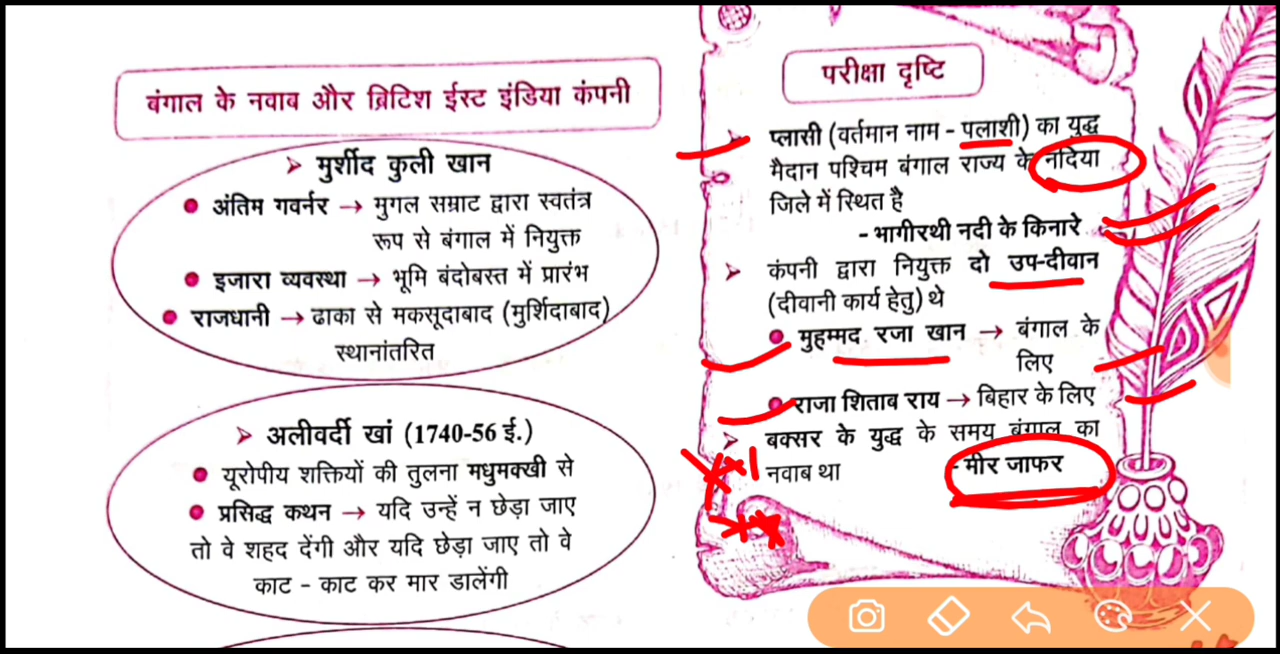 बंगाल के नवाब और ब्रिटिश ईस्ट इंडिया कंपनी
➤ मुर्शीद कुली खान
● अंतिम गवर्नर → मुगल सम्राट द्वारा स्वतंत्र
रूप से बंगाल में नियुक्त
● इजारा व्यवस्था → भूमि बंदोबस्त में प्रारंभ
● राजधानी → ढाका से मकसूदाबाद (मुर्शिदाबाद)
स्थानांतरित
➤ अलीवर्दी खां (1740-56 ई.)
● यूरोपीय शक्तियों की तुलना मधुमक्खी से
● प्रसिद्ध कथन → यदि उन्हें न छेड़ा जाए
तो वे शहद देंगी और यदि छेड़ा जाए तो वे
काट - काट कर मार डालेंगी
परीक्षा दृष्टि
➤ प्लासी (वर्तमान नाम - पलाशी) का युद्ध
मैदान पश्चिम बंगाल राज्य के नदिया
जिले में स्थित है
- भागीरथी नदी के किनारे
➤ कंपनी द्वारा नियुक्त दो उप-दीवान
(दीवानी कार्य हेतु) थे
● मुहम्मद रजा खान → बंगाल के
लिए
● राजा शिताब राय → बिहार के लिए
➤ बक्सर के युद्ध के समय बंगाल का
नवाब था - मीर जाफर